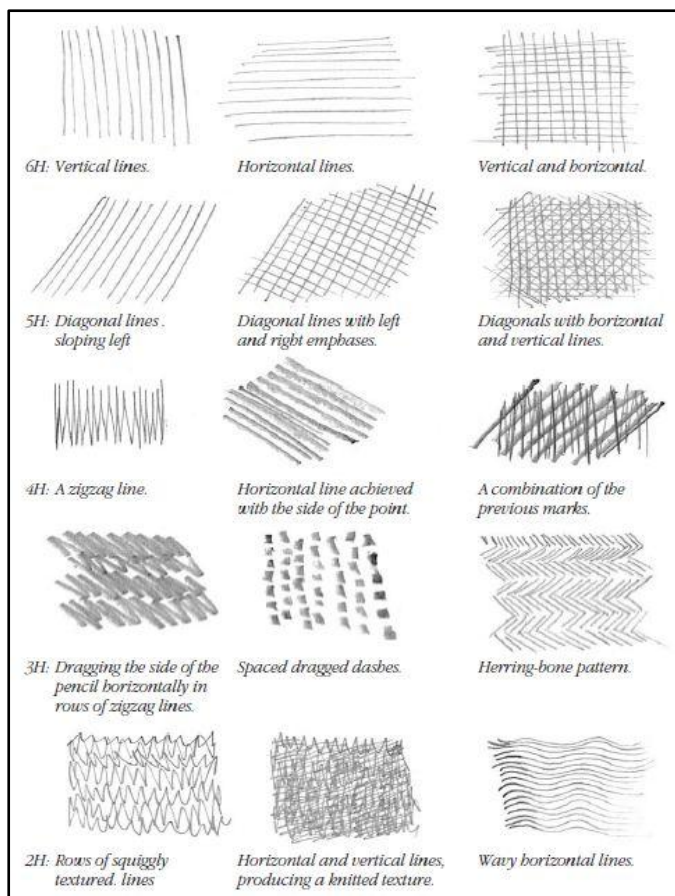 6H: Vertical lines.
Horizontal lines.
Vertical and horizontal.
5H: Diagonal lines .
sloping left
Diagonal lines with left
and right emphases.
Diagonals with horizontal
and vertical lines.
4H: A zigzag line.
Horizontal line achieved
with the side of the point.
A combination of the
previous marks.
3H: Dragging the side of the
pencil horizontally in
rows of zigzag lines.
Spaced dragged dashes.
Herring-bone pattern.
2H: Rows of squiggly
textured. lines
Horizontal and vertical lines,
producing a knitted texture.
Wavy horizontal lines.